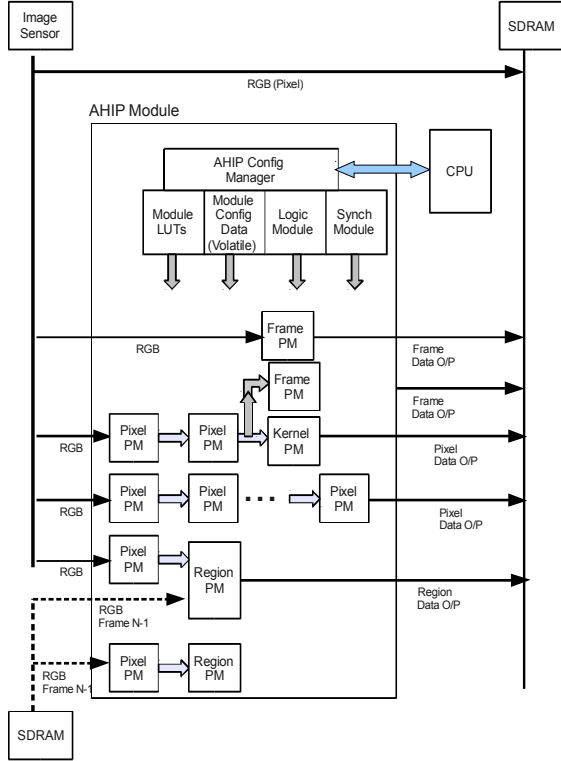 Image
Sensor
SDRAM
RGB (Pixel)
AHIP Module
AHIP Config
Manager
CPU
Module
LUTs
Module
Config
Data
(Volatile)
Logic
Module
Synch
Module
Frame
PM
RGB
Frame
Data O/P
Frame
PM
Frame
Data O/P
Pixel
PM
Pixel
PM
Kernel
PM
RGB
Pixel
Data O/P
Pixel
PM
Pixel
PM
...
Pixel
PM
RGB
Pixel
Data O/P
Pixel
PM
Region
PM
RGB
Region
Data O/P
RGB
Frame N-1
Pixel
PM
Region
PM
RGB
Frame N-1
SDRAM